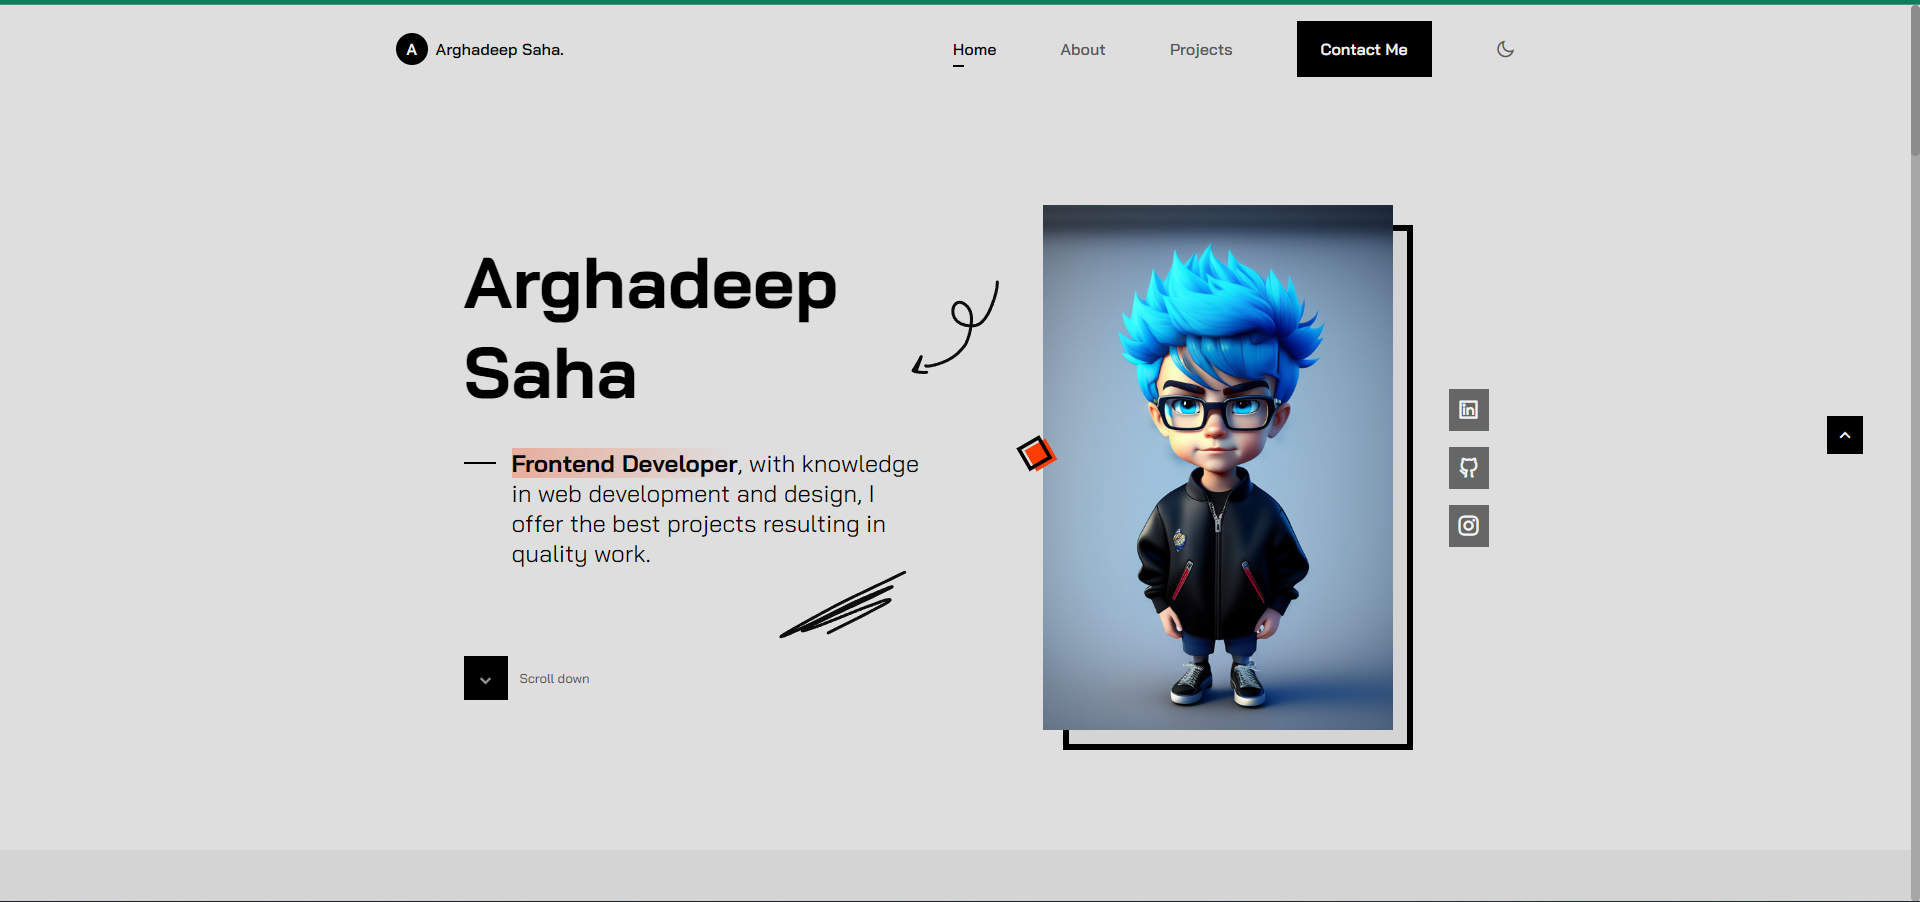 A Arghadeep Saha.
Home About Projects Contact Me
Arghadeep
Saha
Frontend Developer, with knowledge
in web development and design, I
offer the best projects resulting in
quality work.
Scroll down